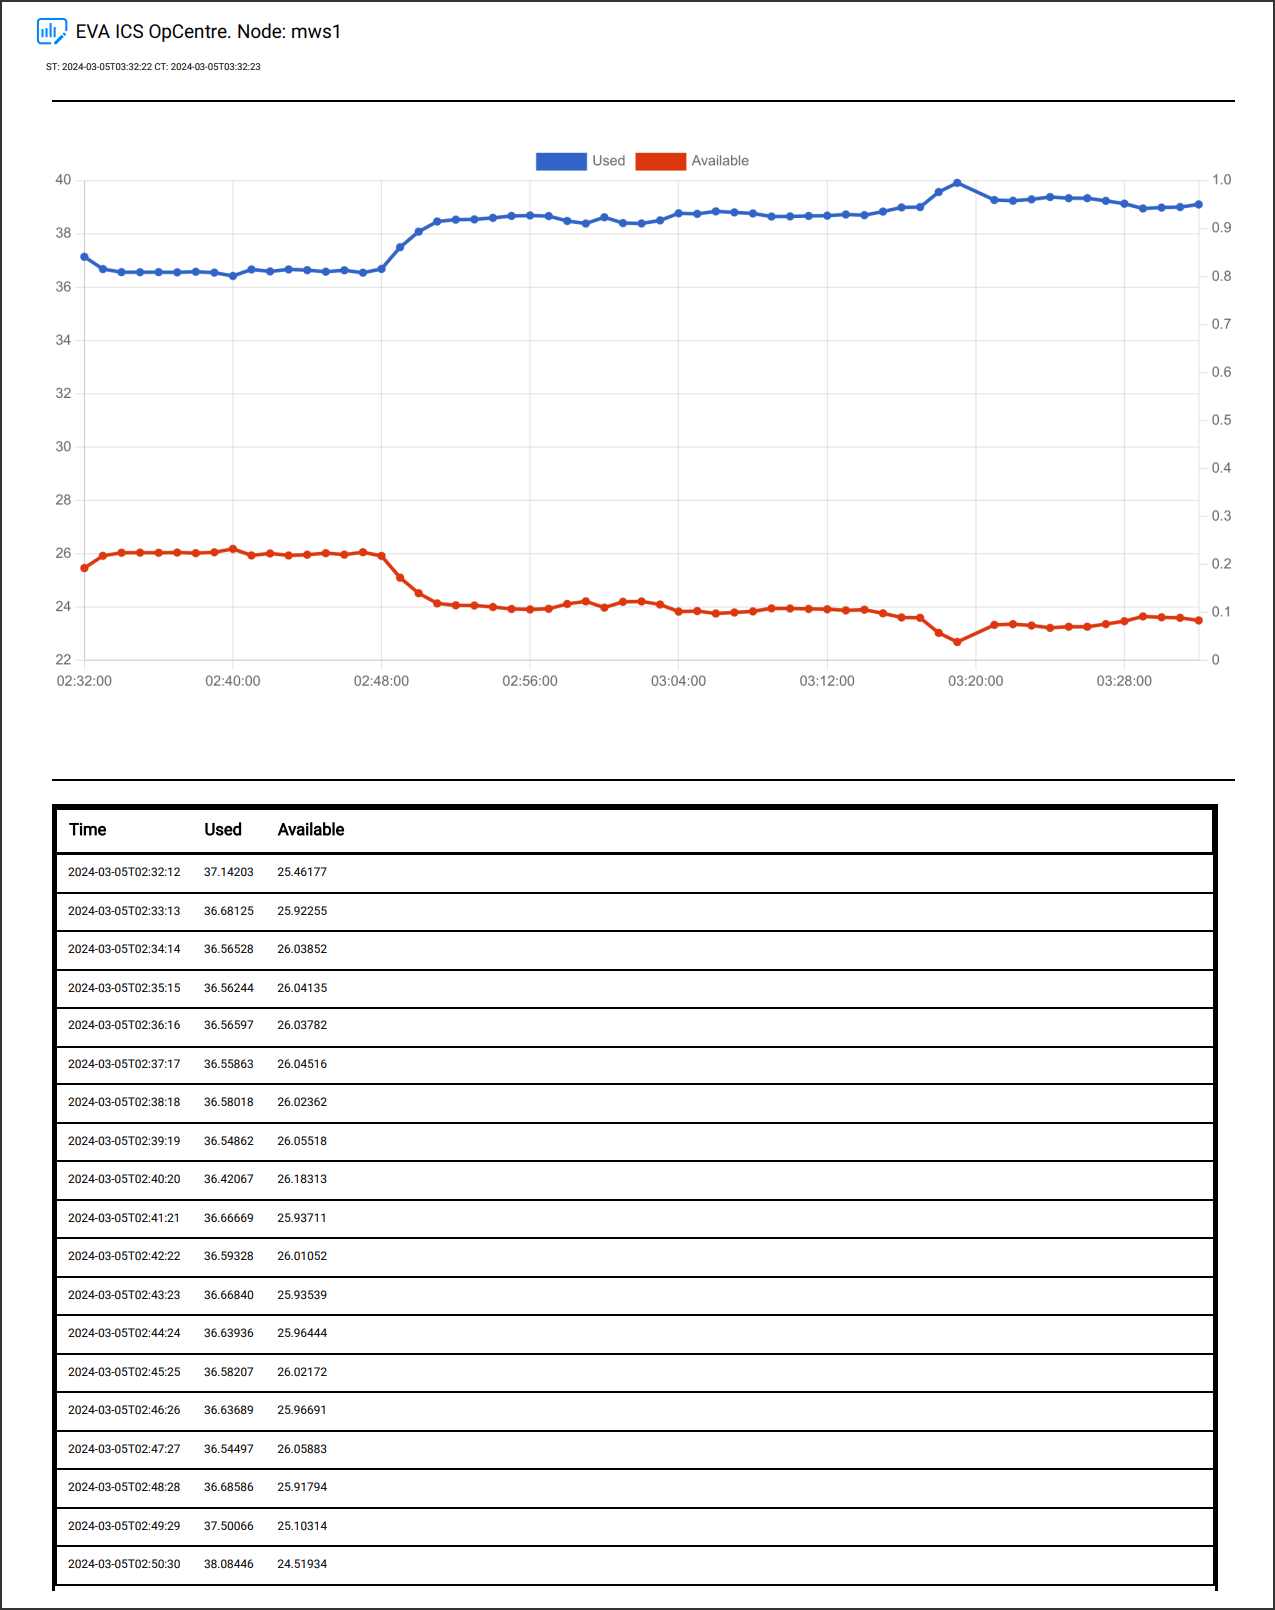 EVA ICS OpCentre. Node: mws1
ST: 2024-03-05T03:32:22 CT: 2024-03-05T03:32:23
Used Available
40 1.0
38 0.9
36 0.8
34 0.7
32 0.6
30 0.5
28 0.4
26 0.3
24 0.2
22 0.1
0
02:32:00 02:40:00 02:48:00 02:56:00 03:04:00 03:12:00 03:20:00 03:28:00
Time Used Available
2024-03-05T02:32:12 37.14203 25.46177
2024-03-05T02:33:13 36.68125 25.92255
2024-03-05T02:34:14 36.56528 26.03852
2024-03-05T02:35:15 36.56244 26.04135
2024-03-05T02:36:16 36.56597 26.03782
2024-03-05T02:37:17 36.55863 26.04516
2024-03-05T02:38:18 36.58018 26.02362
2024-03-05T02:39:19 36.54862 26.05518
2024-03-05T02:40:20 36.42067 26.18313
2024-03-05T02:41:21 36.66669 25.93711
2024-03-05T02:42:22 36.59328 26.01052
2024-03-05T02:43:23 36.66840 25.93539
2024-03-05T02:44:24 36.63936 25.96444
2024-03-05T02:45:25 36.58207 26.02172
2024-03-05T02:46:26 36.63689 25.96691
2024-03-05T02:47:27 36.54497 26.05883
2024-03-05T02:48:28 36.68586 25.91794
2024-03-05T02:49:29 37.50066 25.10314
2024-03-05T02:50:30 38.08446 24.51934